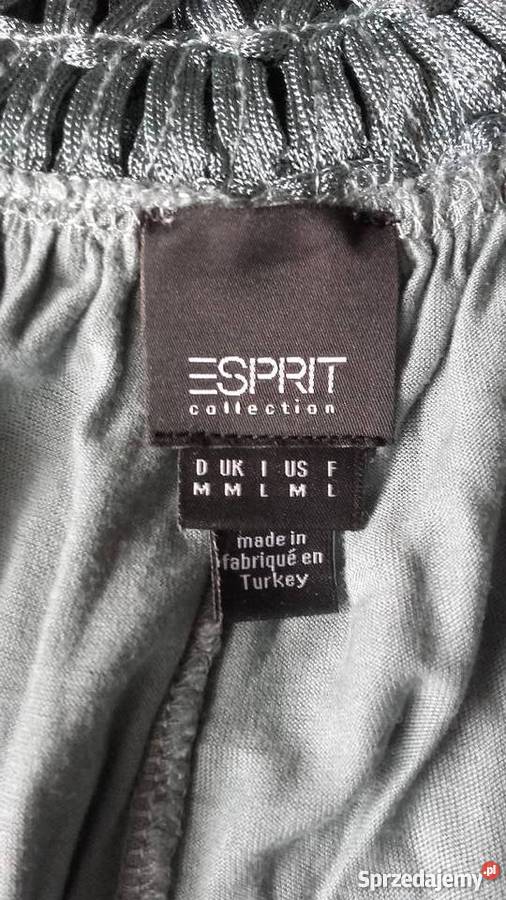 ESPRIT
collection
D UK I US F
M M L M L
made in
fabriqué en
Turkey
Sprzedajemy.pl